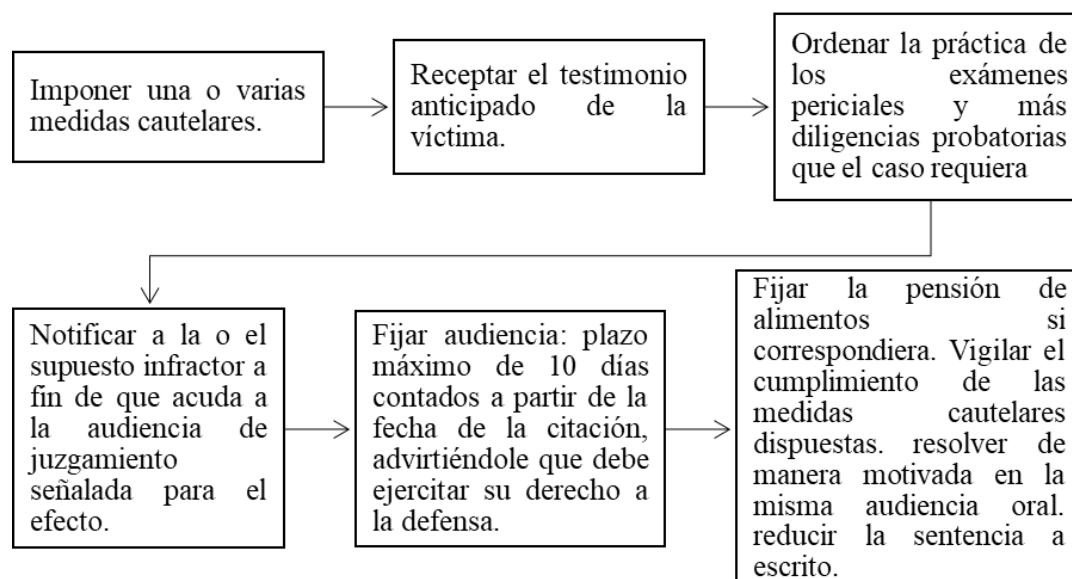 Imponer una o varias
medidas cautelares.
Receptar el testimonio
anticipado de la
víctima.
Ordenar la práctica de
los exámenes
periciales y más
diligencias probatorias
que el caso requiera
Notificar a la o el
supuesto infractor a
fin de que acuda a
la audiencia de
juzgamiento
señalada para el
efecto.
Fijar audiencia: plazo
máximo de 10 días
contados a partir de la
fecha de la citación,
advirtiéndole que debe
ejercitar su derecho a
la defensa.
Fijar la pensión de
alimentos si
correspondiera. Vigilar el
cumplimiento de las
medidas cautelares
dispuestas. resolver de
manera motivada en la
misma audiencia oral.
reducir la sentencia a
escrito.